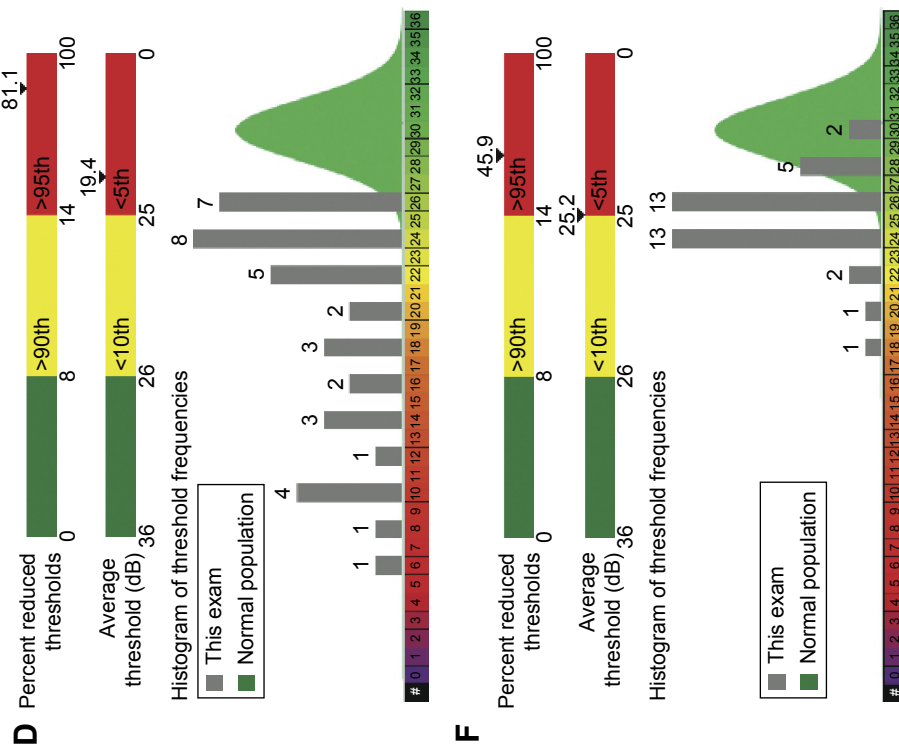 D
Percent reduced
thresholds
81.1
>90th >95th
0 8 14 100
Average
threshold (dB)
19.4
<10th <5th
36 26 25 0
Histogram of threshold frequencies
This exam
Normal population
1 1 4 1 3 2 3 2 5 8 7
# 0 1 2 3 4 5 6 7 8 9 10 11 12 13 14 15 16 17 18 19 20 21 22 23 24 25 26 27 28 29 30 31 32 33 34 35 36
F
Percent reduced
thresholds
45.9
>90th >95th
0 8 14 100
Average
threshold (dB)
25.2
<10th <5th
36 26 25 0
Histogram of threshold frequencies
This exam
Normal population
1 1 2 13 13 5 2
# 0 1 2 3 4 5 6 7 8 9 10 11 12 13 14 15 16 17 18 19 20 21 22 23 24 25 26 27 28 29 30 31 32 33 34 35 36